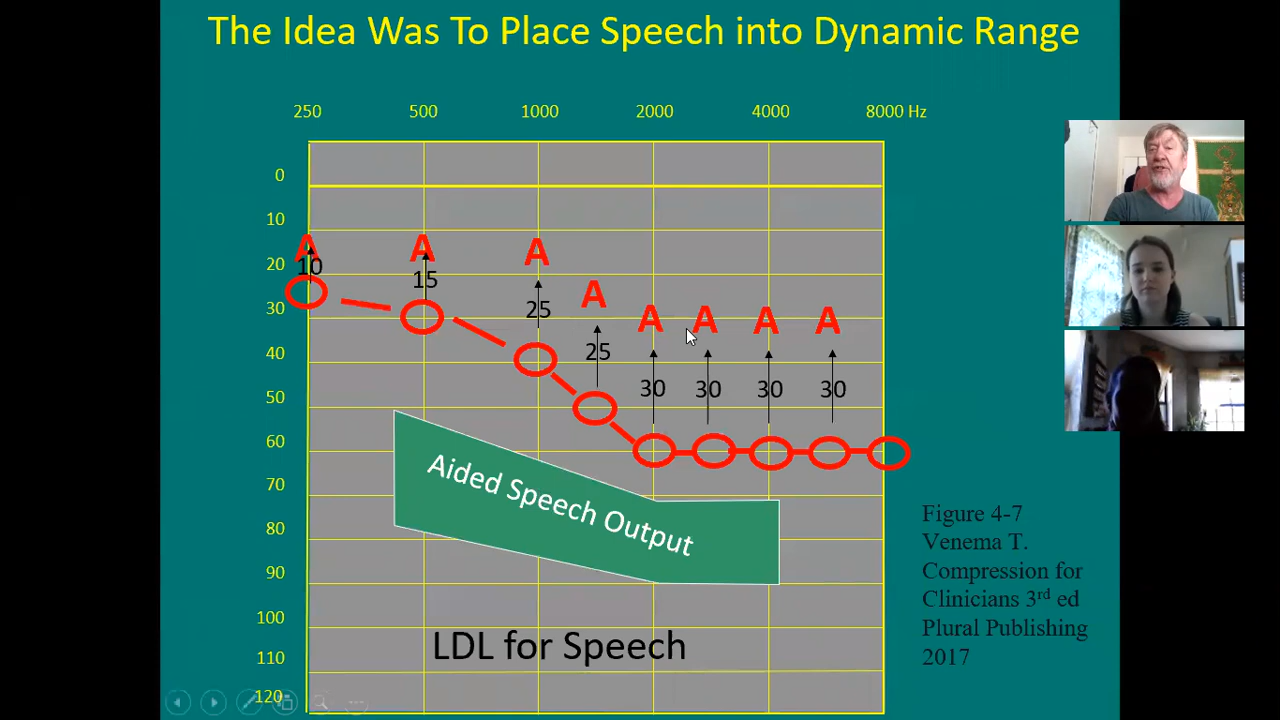 The Idea Was To Place Speech into Dynamic Range
250 500 1000 2000 4000 8000 Hz
0
10
20
30
40
50
60
70
80
90
100
110
120
A A A A A A A A
10 15 25 25 30 30 30 30
Aided Speech Output
LDL for Speech
Figure 4-7
Venema T.
Compression for
Clinicians 3rd ed
Plural Publishing
2017